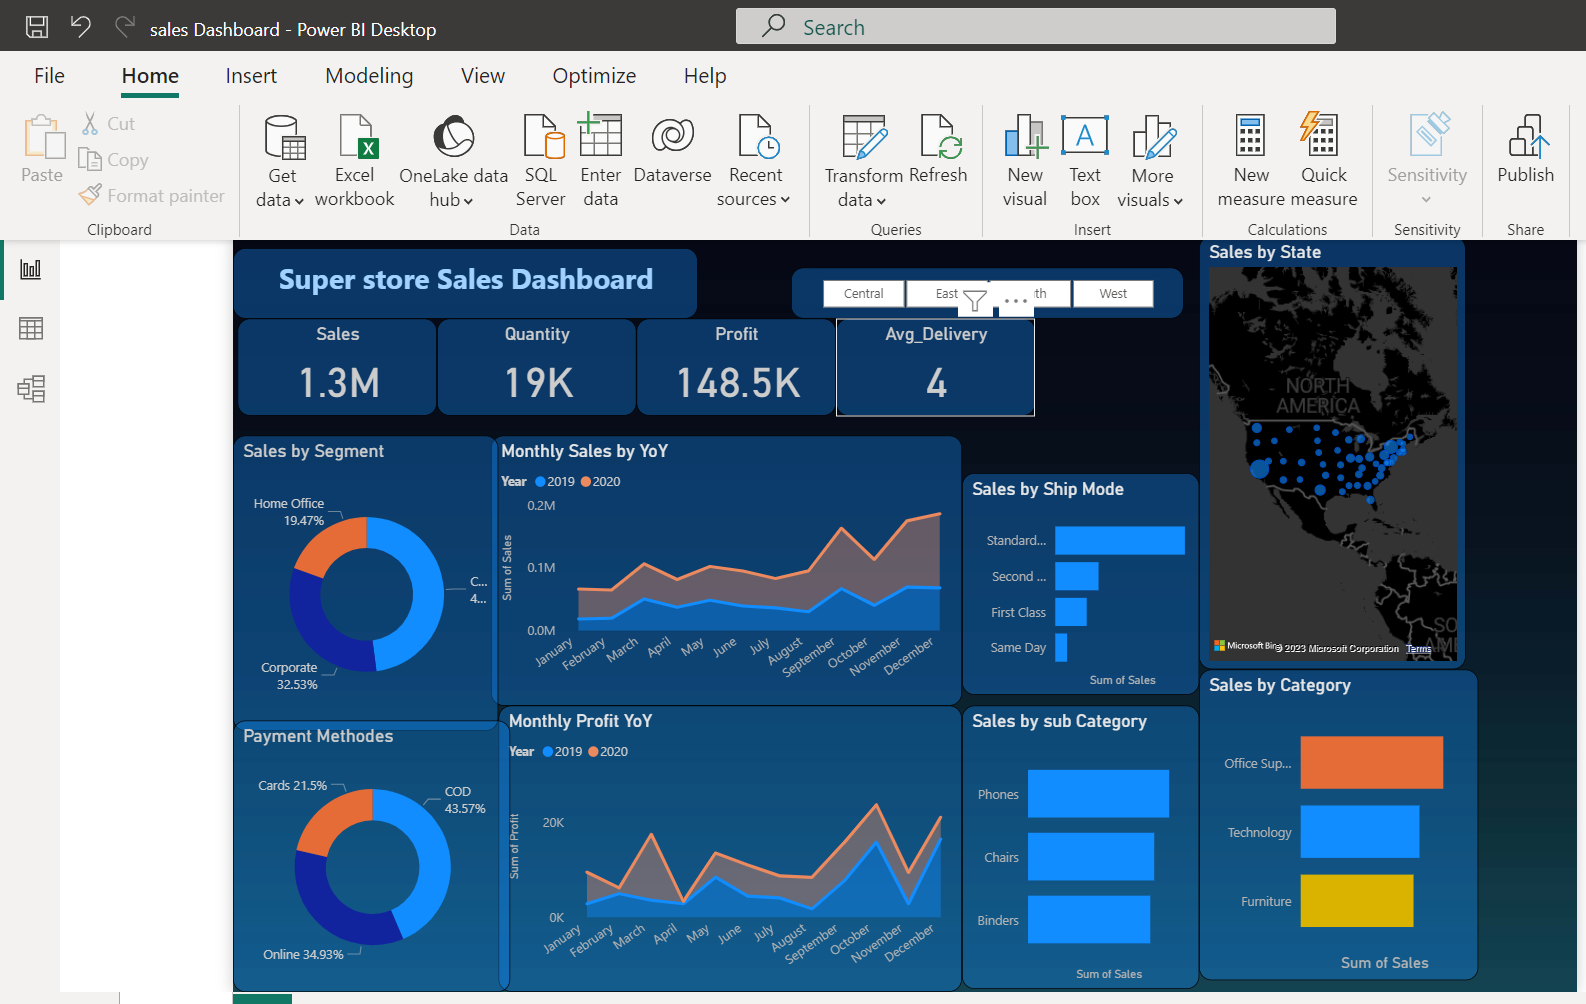 sales Dashboard - Power BI Desktop
Search
File Home Insert Modeling View Optimize Help
Paste
Cut
Copy
Format painter
Clipboard
Get data
Excel workbook
OneLake data hub
SQL Server
Enter data
Dataverse
Recent sources
Data
Transform data
Refresh
Queries
New visual
Text box
More visuals
Insert
New measure
Quick measure
Calculations
Sensitivity
Sensitivity
Publish
Share
Super store Sales Dashboard
Central
East
th
West
Sales
1.3M
Quantity
19K
Profit
148.5K
Avg_Delivery
4
Sales by State
NORTH
AMERICA
SO
AM
Microsoft Bing
© 2023 Microsoft Corporation
Terms
Sales by Segment
Home Office
19.47%
C...
4...
Corporate
32.53%
Monthly Sales by YoY
Year 2019 2020
0.2M
0.1M
0.0M
Sum of Sales
January
February
March
April
May
June
July
August
September
October
November
December
Sales by Ship Mode
Standard...
Second ...
First Class
Same Day
Sum of Sales
Payment Methodes
Cards 21.5%
COD
43.57%
Online 34.93%
Monthly Profit YoY
Year 2019 2020
20K
0K
Sum of Profit
January
February
March
April
May
June
July
August
September
October
November
December
Sales by sub Category
Phones
Chairs
Binders
Sum of Sales
Sales by Category
Office Sup...
Technology
Furniture
Sum of Sales